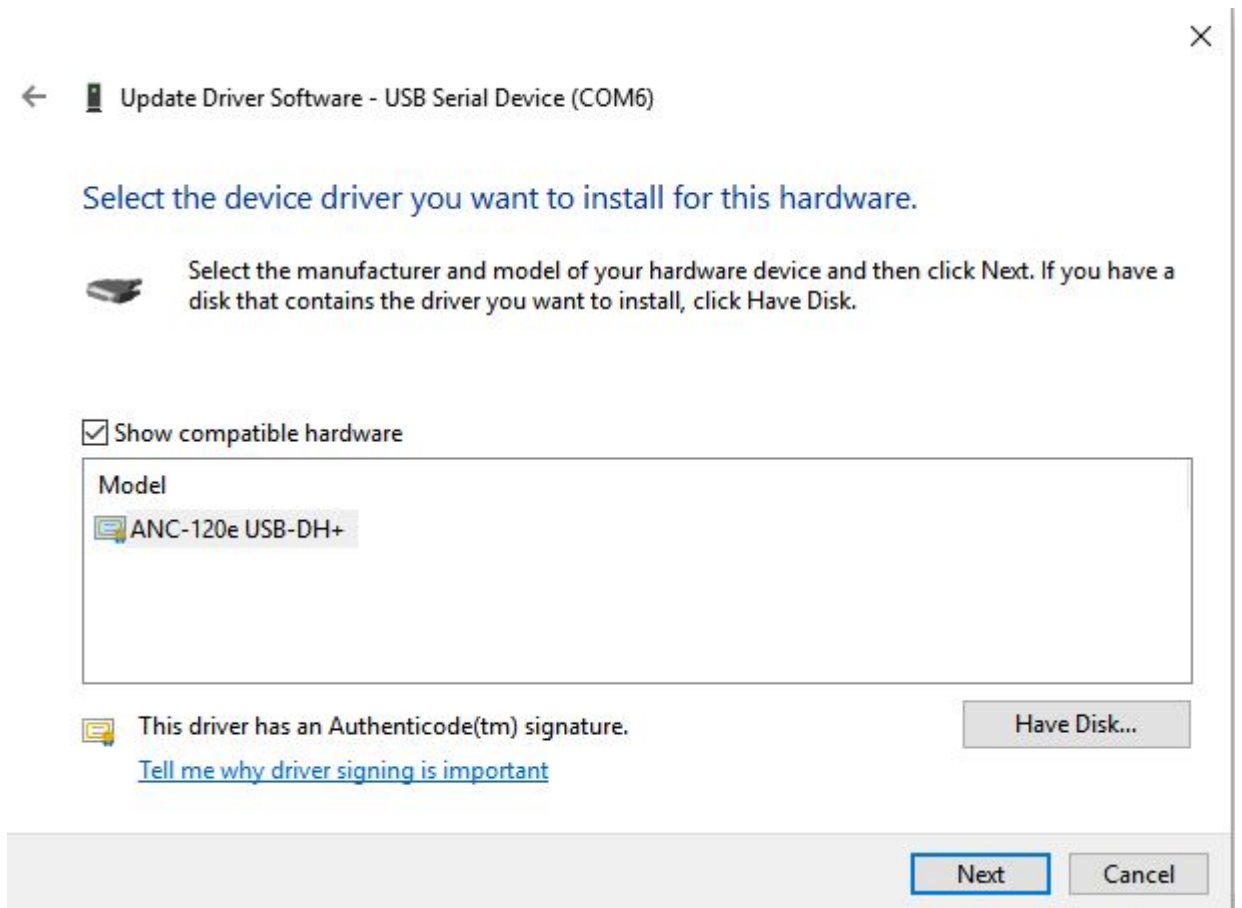 Update Driver Software - USB Serial Device (COM6)
Select the device driver you want to install for this hardware.
Select the manufacturer and model of your hardware device and then click Next. If you have a
disk that contains the driver you want to install, click Have Disk.
Show compatible hardware
Model
ANC-120e USB-DH+
This driver has an Authenticode(tm) signature.
Have Disk...
Tell me why driver signing is important
Next
Cancel